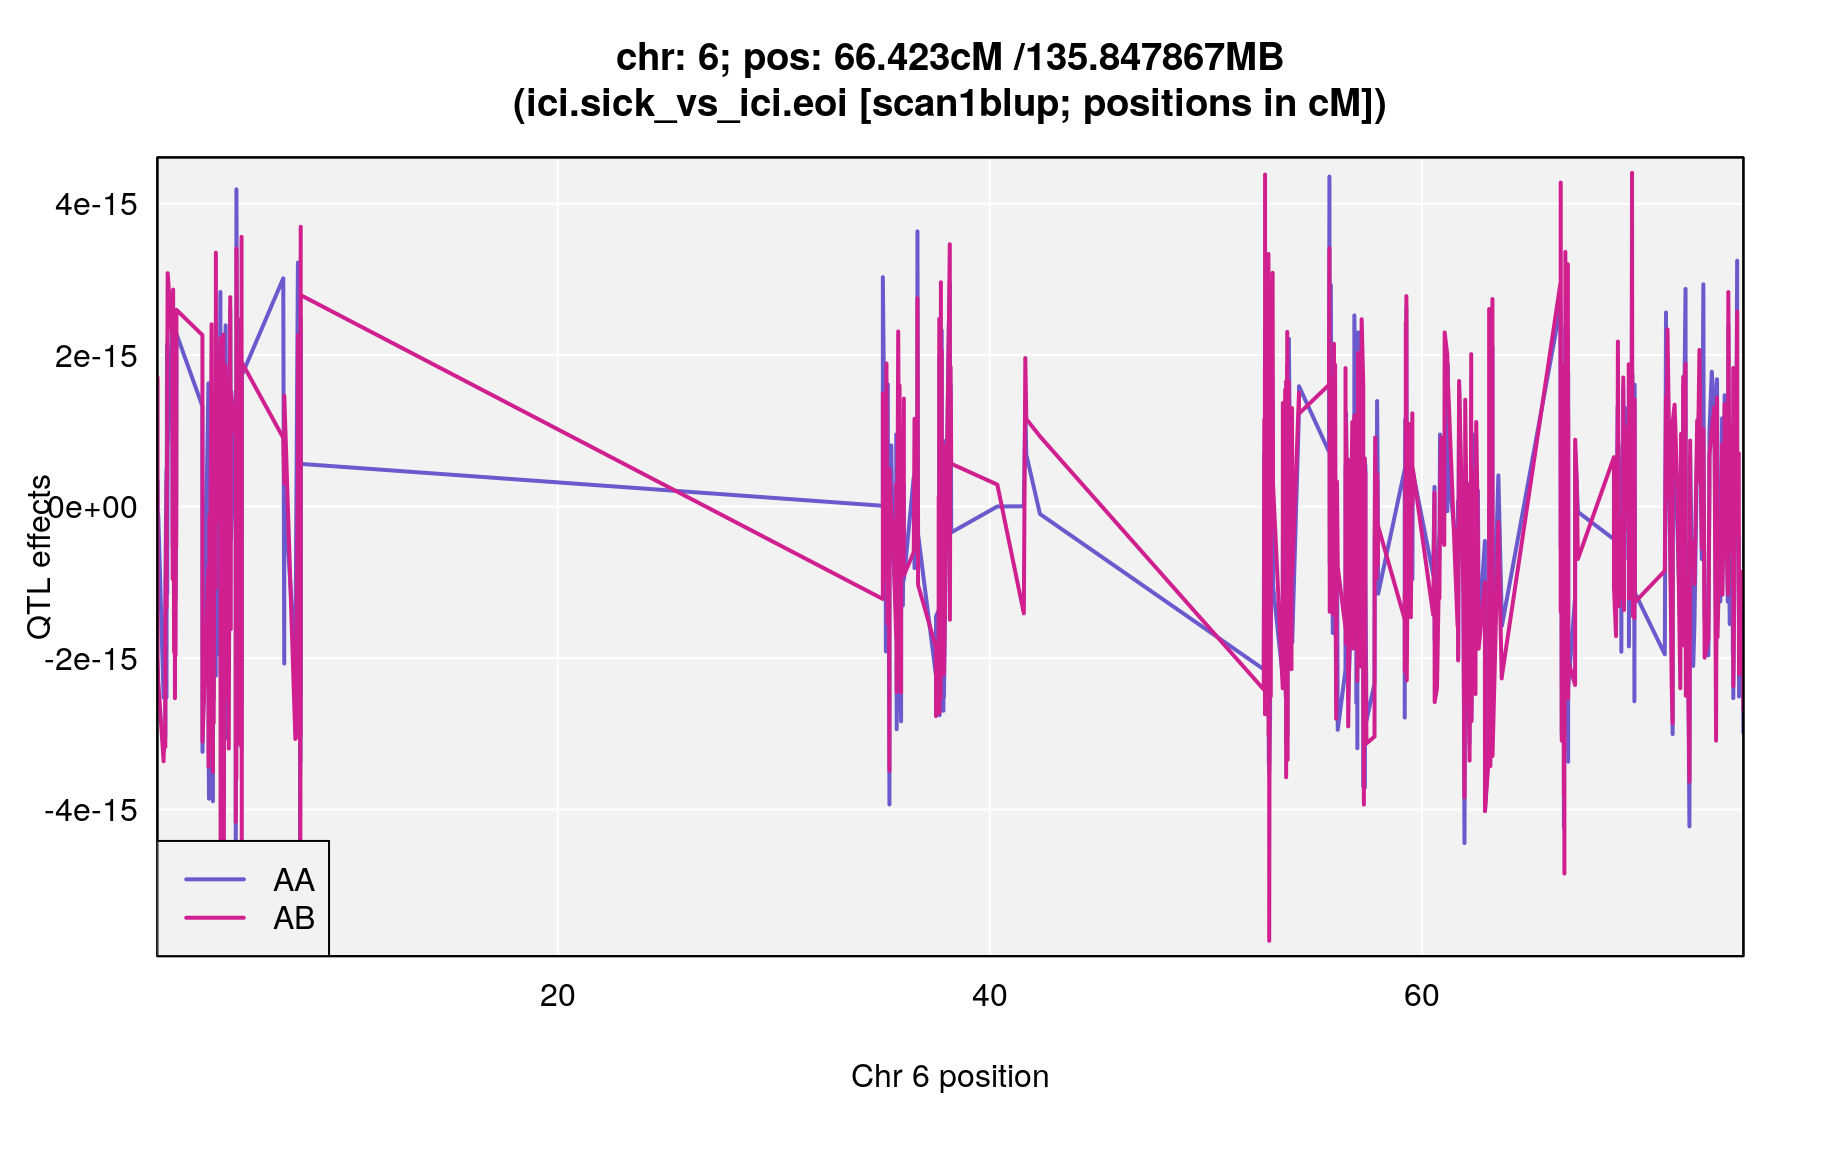 chr: 6; pos: 66.423cM /135.847867MB
(ici.sick_vs_ici.eoi [scan1blup; positions in cM])
QTL effects
4e-15
2e-15
0e+00
-2e-15
-4e-15
AA
AB
20 40 60
Chr 6 position